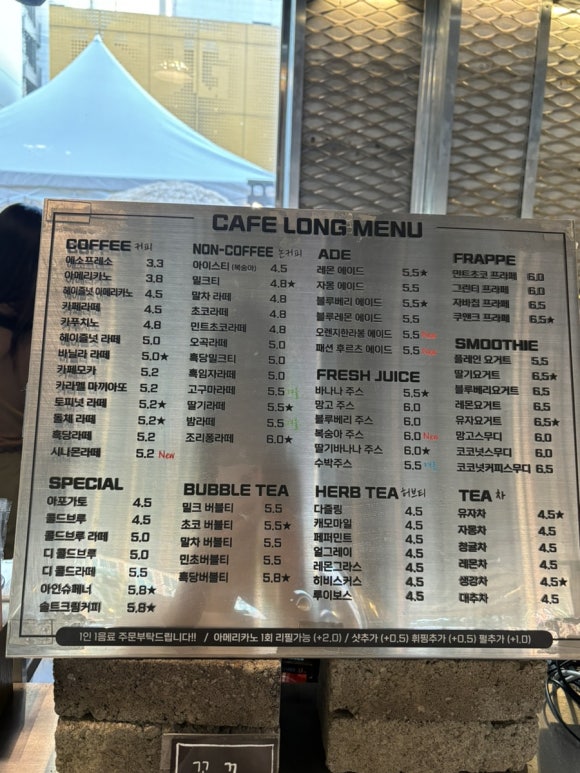 CAFE LONG MENU
COFFEE 커피
에소프레소 3.3
아메리카노 3.8
헤이즐넛 아메리카노 4.5
카페라떼 4.5
카푸치노 4.8
헤이즐넛 라떼 5.0
바닐라 라떼 5.0★
카페모카 5.2
카라멜 마끼아또 5.2
토피넛 라떼 5.2★
돌체 라떼 5.2★
흑당라떼 5.2
시나몬라떼 5.2 New
NON-COFFEE 논커피
아이스티 (복숭아) 4.5
밀크티 4.8★
말차 라떼 4.8
초코라떼 4.8
민트초코라떼 4.8
오곡라떼 5.0
흑당밀크티 5.0
흑임자라떼 5.0
고구마라떼 5.5
딸기라떼 5.5★
밤라떼 5.5
조리퐁라떼 6.0★
ADE
레몬 에이드 5.5★
자몽 에이드 5.5
블루베리 에이드 5.5★
블루레몬 에이드 5.5
오렌지한라봉 에이드 5.5 New
패션 후르츠 에이드 5.5 New
FRESH JUICE
바나나 주스 5.5★
망고 주스 6.0
블루베리 주스 6.0
복숭아 주스 6.0 New
딸기바나나 주스 6.0★
수박주스 5.5
FRAPPE
민트초코 프라페 6.0
그린티 프라페 6.0
자바칩 프라페 6.5
쿠앤크 프라페 6.5★
SMOOTHIE
플레인 요거트 5.5
딸기요거트 6.5★
블루베리요거트 6.5
레몬요거트 6.5
유자요거트 6.5★
망고스무디 6.0
코코넛스무디 6.0
코코넛커피스무디 6.5
SPECIAL
아포가토 4.5
콜드브루 4.5
콜드브루 라떼 5.0
디 콜드브루 5.0
디 콜드라떼 5.5
아인슈페너 5.8★
솔트크림커피 5.8★
BUBBLE TEA
밀크 버블티 5.5
초코 버블티 5.5★
말차 버블티 5.5
민초버블티 5.5
흑당버블티 5.8★
HERB TEA 허브티
다즐링 4.5
캐모마일 4.5
페퍼민트 4.5
얼그레이 4.5
레몬그라스 4.5
히비스커스 4.5
루이보스 4.5
TEA 차
유자차 4.5★
자몽차 4.5
청귤차 4.5
레몬차 4.5
생강차 4.5★
대추차 4.5
1인 1음료 주문부탁드립니다!! / 아메리카노 1회 리필가능 (+2.0) / 샷추가 (+0.5) 휘핑추가 (+0.5) 펄추가 (+1.0)